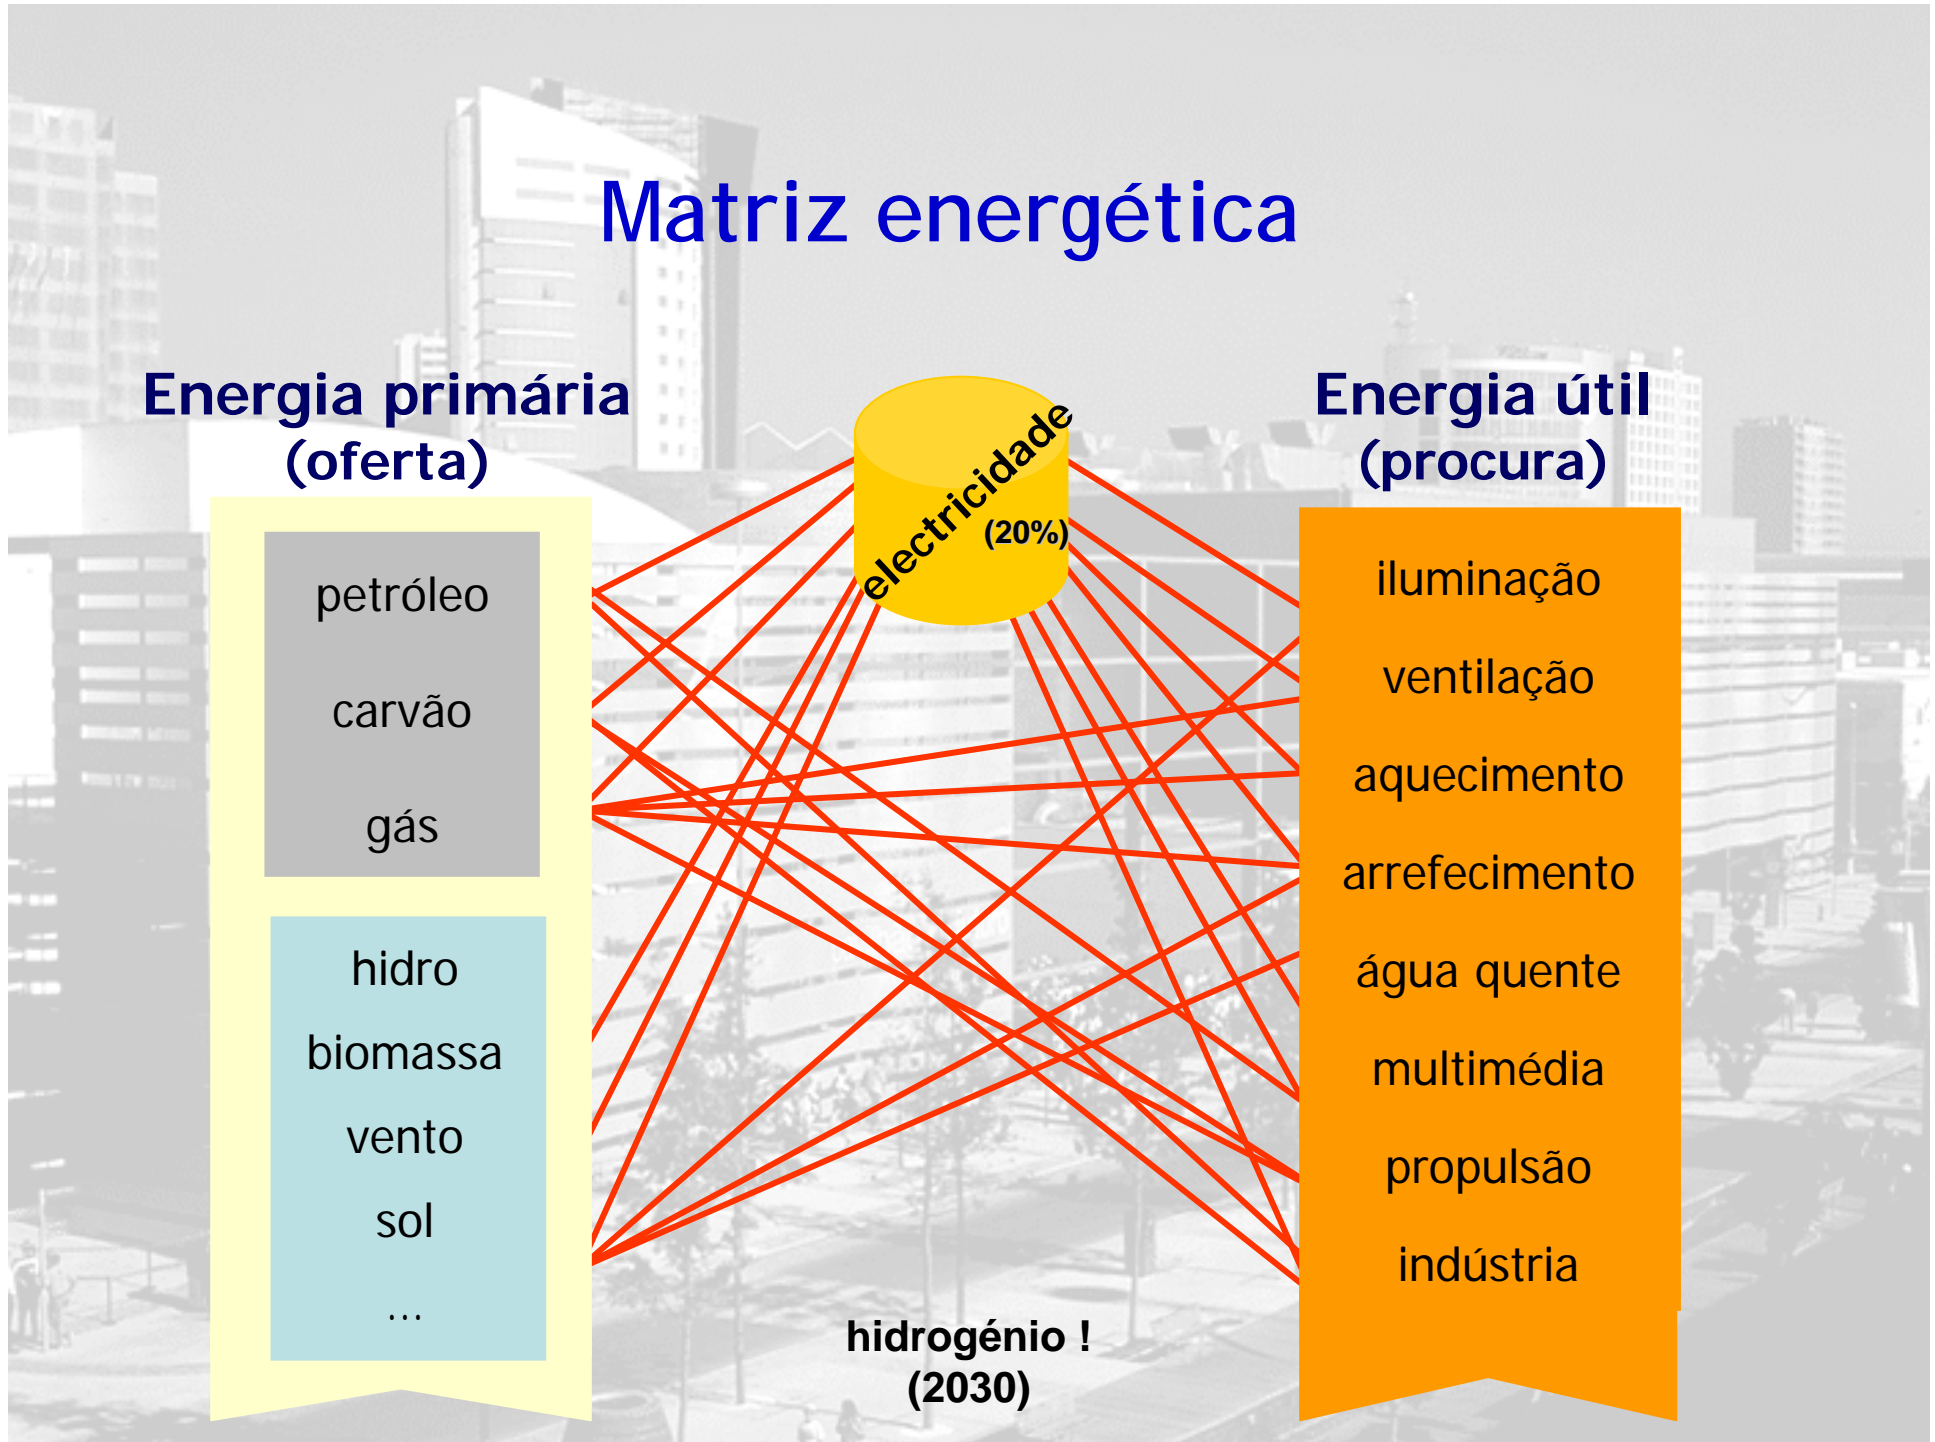 Matriz energética
Energia primária
(oferta)
petróleo
carvão
gás
hidro
biomassa
vento
sol
...
electricidade
(20%)
hidrogénio !
(2030)
Energia útil
(procura)
iluminação
ventilação
aquecimento
arrefecimento
água quente
multimédia
propulsão
indústria